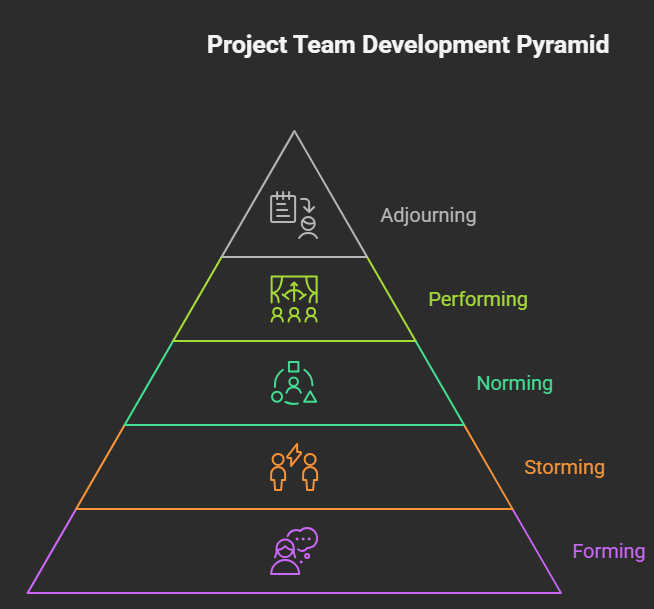 Project Team Development Pyramid
Adjourning
Performing
Norming
Storming
Forming